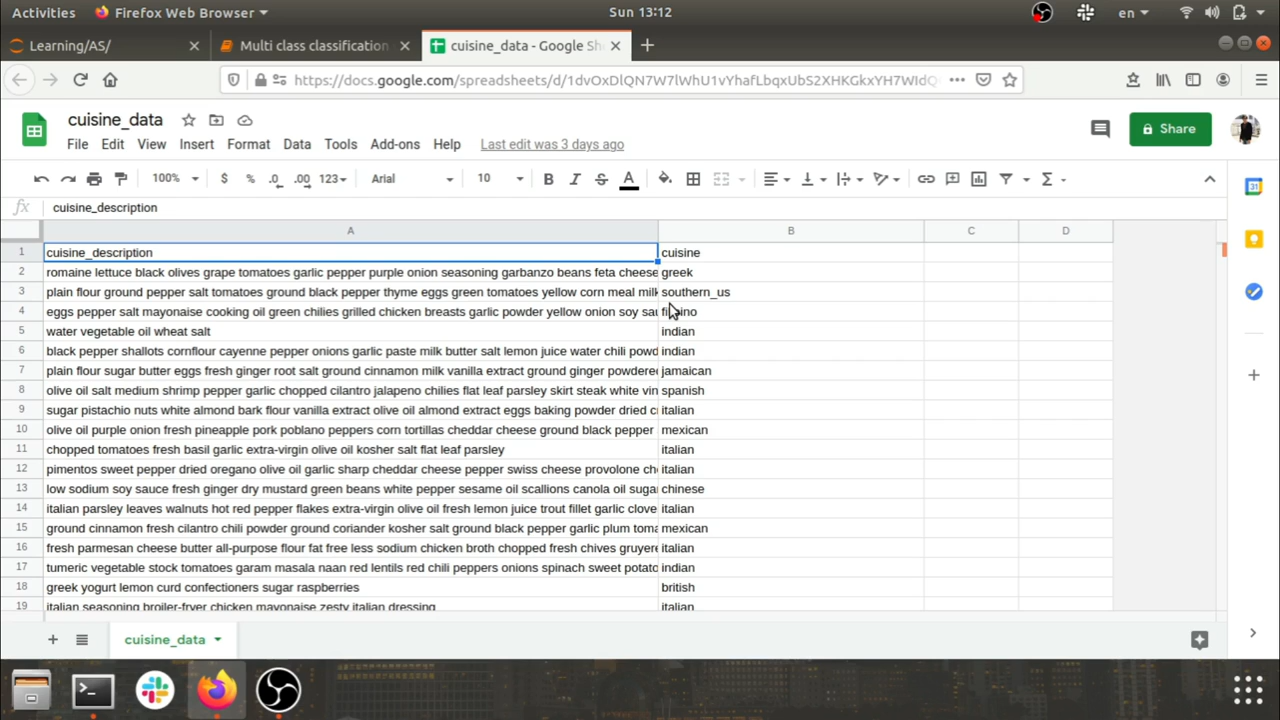 Activities Firefox Web Browser Sun 13:12 en
Learning/AS/ Multi class classification cuisine_data - Google She
https://docs.google.com/spreadsheets/d/1dvOxDlQN7W7lWhU1vYhafLbqxUbS2XHKGkxYH7WIdQ
cuisine_data
File Edit View Insert Format Data Tools Add-ons Help Last edit was 3 days ago Share
100% $ % .0 .00 123 Arial 10 B I S A
fx cuisine_description
A B C D
1 cuisine_description cuisine
2 romaine lettuce black olives grape tomatoes garlic pepper purple onion seasoning garbanzo beans feta cheese greek
3 plain flour ground pepper salt tomatoes ground black pepper thyme eggs green tomatoes yellow corn meal milk southern_us
4 eggs pepper salt mayonaise cooking oil green chilies grilled chicken breasts garlic powder yellow onion soy sau filipino
5 water vegetable oil wheat salt indian
6 black pepper shallots cornflour cayenne pepper onions garlic paste milk butter salt lemon juice water chili powd indian
7 plain flour sugar butter eggs fresh ginger root salt ground cinnamon milk vanilla extract ground ginger powdere jamaican
8 olive oil salt medium shrimp pepper garlic chopped cilantro jalapeno chilies flat leaf parsley skirt steak white vin spanish
9 sugar pistachio nuts white almond bark flour vanilla extract olive oil almond extract eggs baking powder dried c italian
10 olive oil purple onion fresh pineapple pork poblano peppers corn tortillas cheddar cheese ground black pepper mexican
11 chopped tomatoes fresh basil garlic extra-virgin olive oil kosher salt flat leaf parsley italian
12 pimentos sweet pepper dried oregano olive oil garlic sharp cheddar cheese pepper swiss cheese provolone ch italian
13 low sodium soy sauce fresh ginger dry mustard green beans white pepper sesame oil scallions canola oil suga chinese
14 italian parsley leaves walnuts hot red pepper flakes extra-virgin olive oil fresh lemon juice trout fillet garlic clove italian
15 ground cinnamon fresh cilantro chili powder ground coriander kosher salt ground black pepper garlic plum toma mexican
16 fresh parmesan cheese butter all-purpose flour fat free less sodium chicken broth chopped fresh chives gruyer italian
17 tumeric vegetable stock tomatoes garam masala naan red lentils red chili peppers onions spinach sweet potato indian
18 greek yogurt lemon curd confectioners sugar raspberries british
19 italian seasoning broiler-fryer chicken mayonaise zesty italian dressing italian
cuisine_data